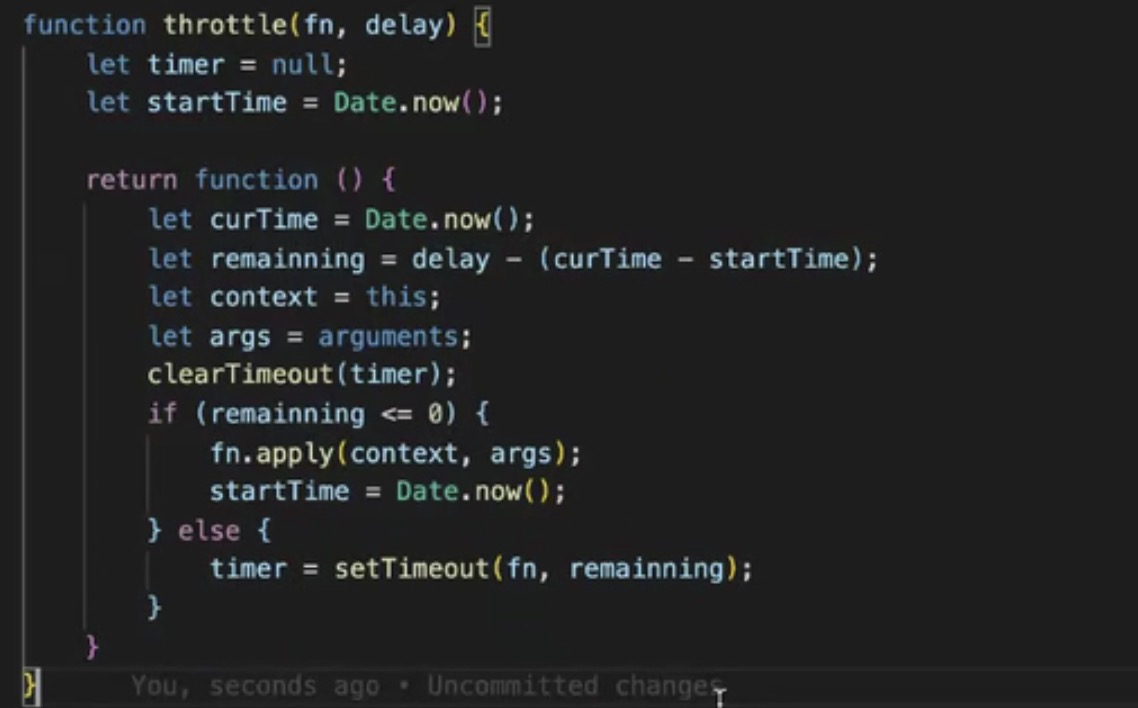 function throttle(fn, delay) {
    let timer = null;
    let startTime = Date.now();

    return function () {
        let curTime = Date.now();
        let remainning = delay - (curTime - startTime);
        let context = this;
        let args = arguments;
        clearTimeout(timer);
        if (remainning <= 0) {
            fn.apply(context, args);
            startTime = Date.now();
        } else {
            timer = setTimeout(fn, remainning);
        }
    }
}      You, seconds ago • Uncommitted changes